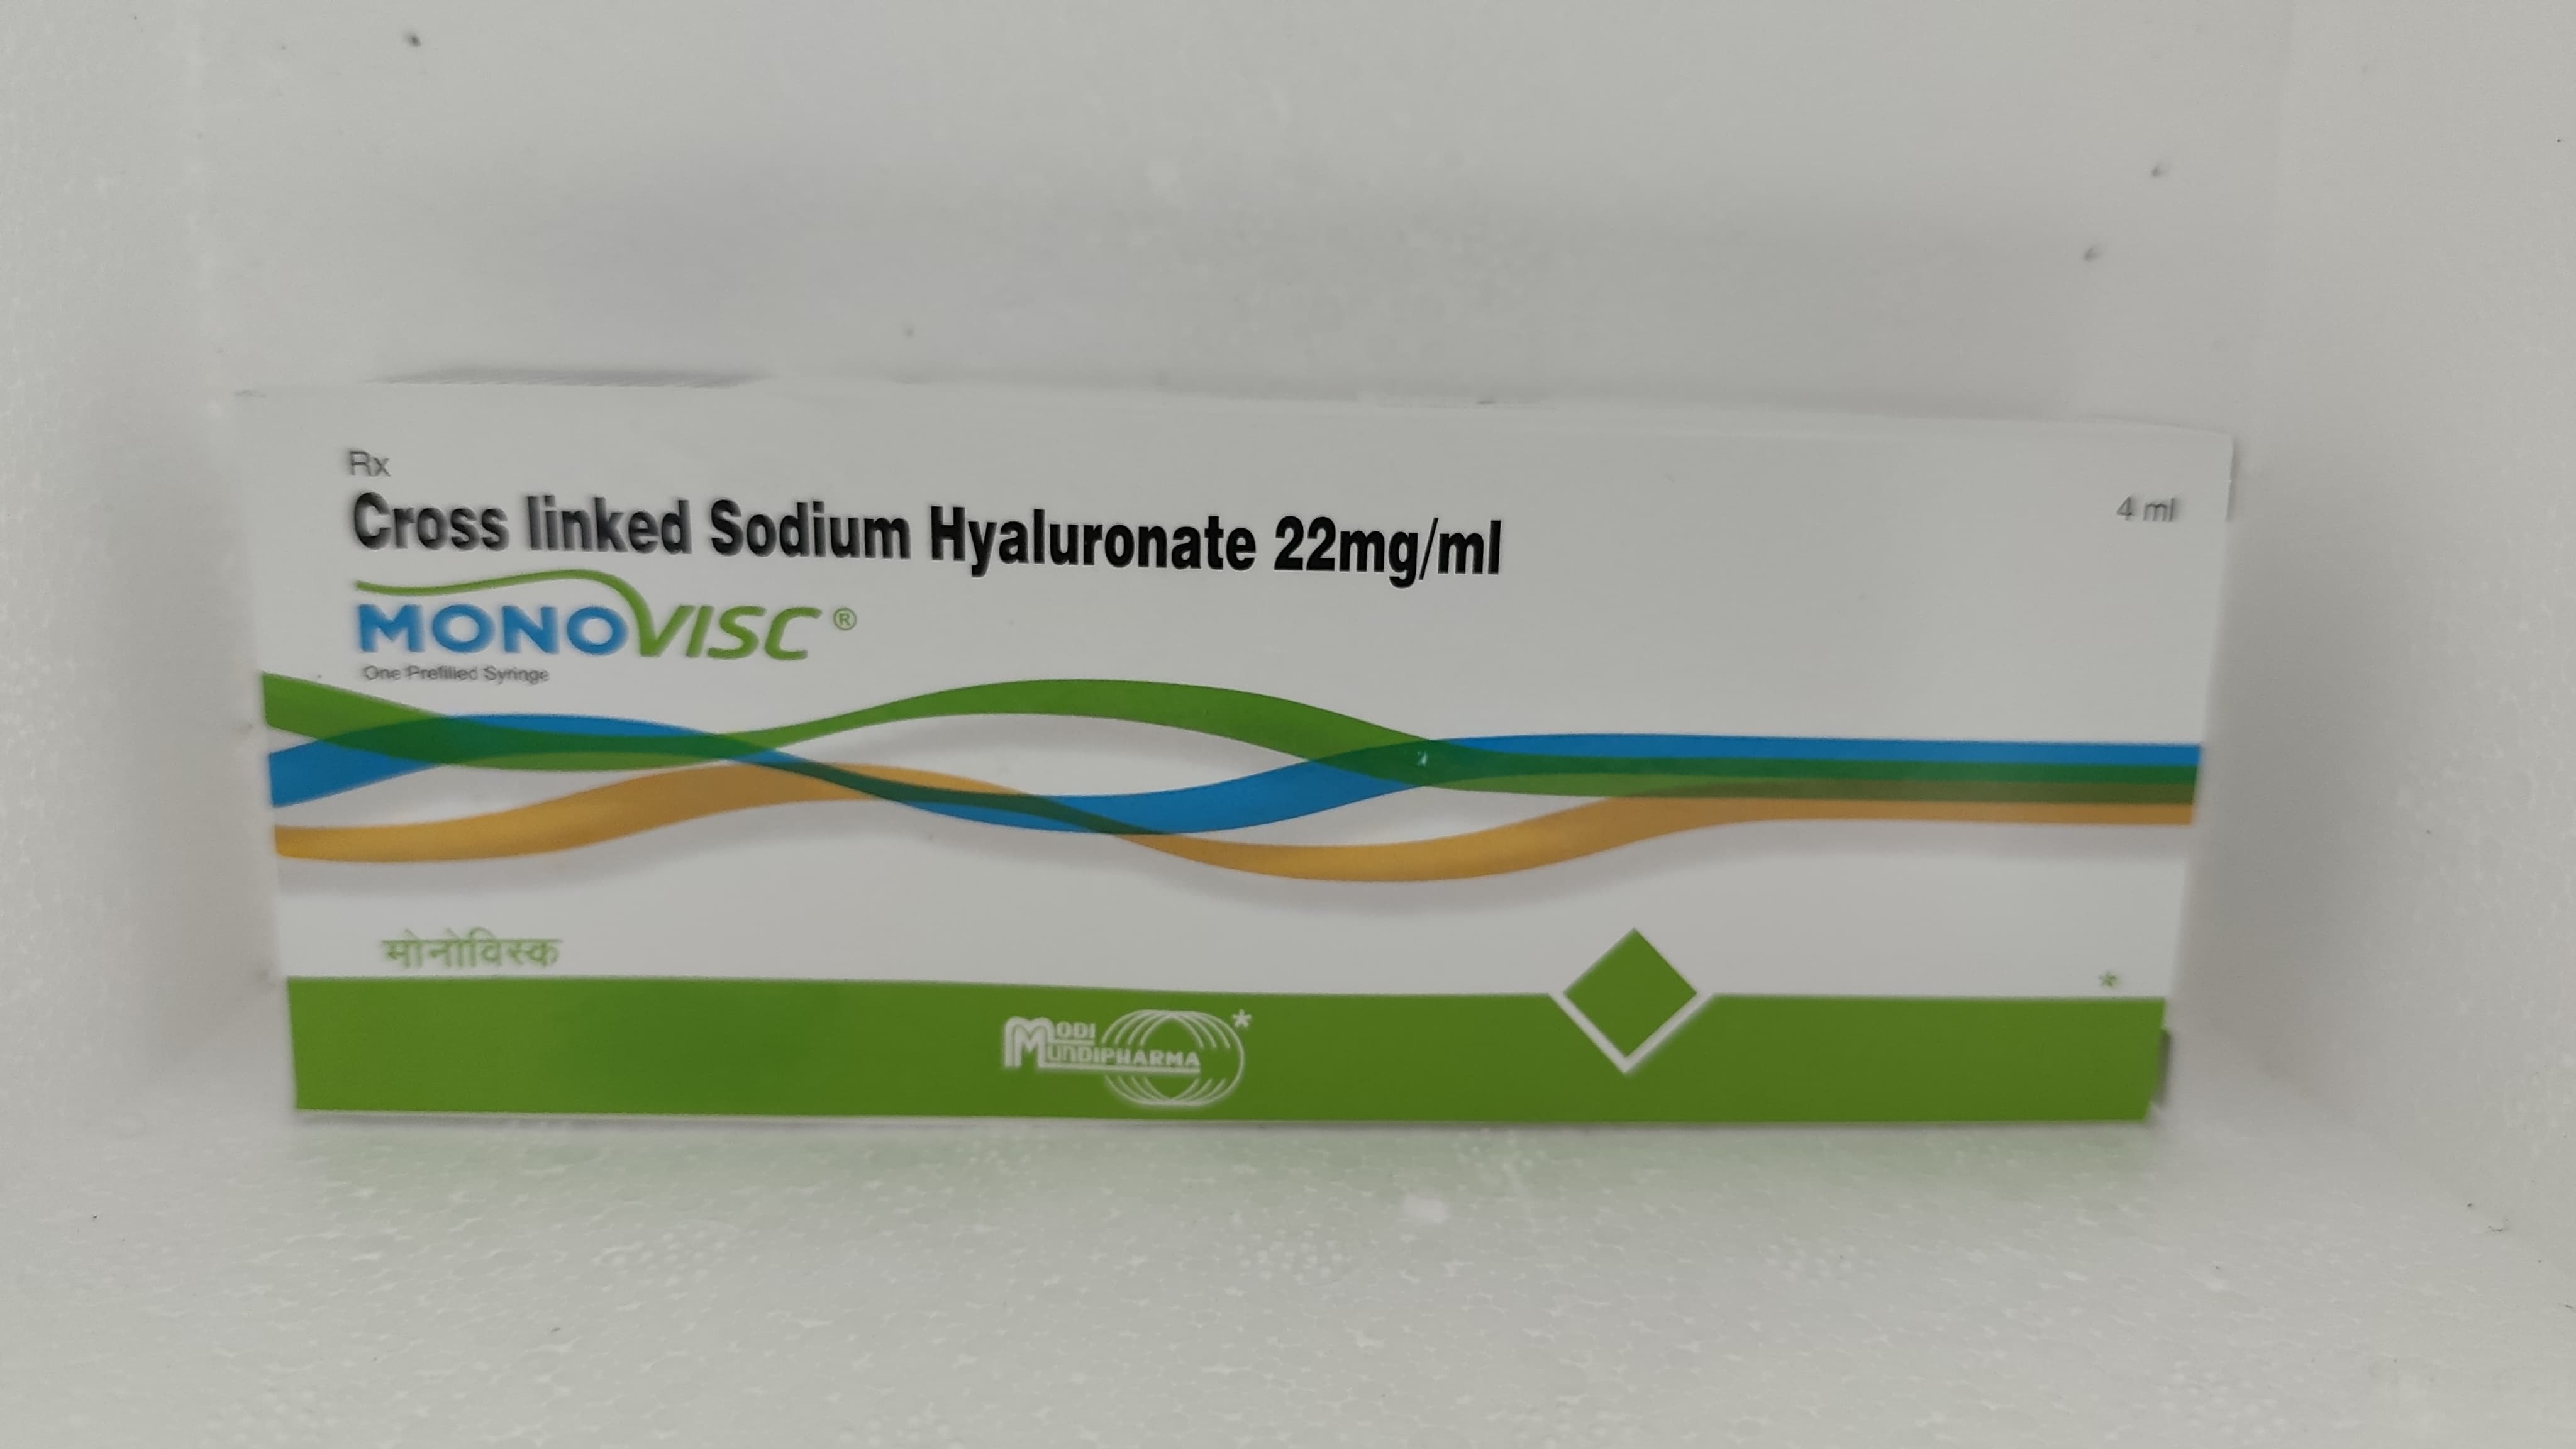 Rx
Cross linked Sodium Hyaluronate 22mg/ml
4 ml
MONOVISC®
One Prefilled Syringe
मोनोविस्क
*
MODI
MUNDIPHARMA*